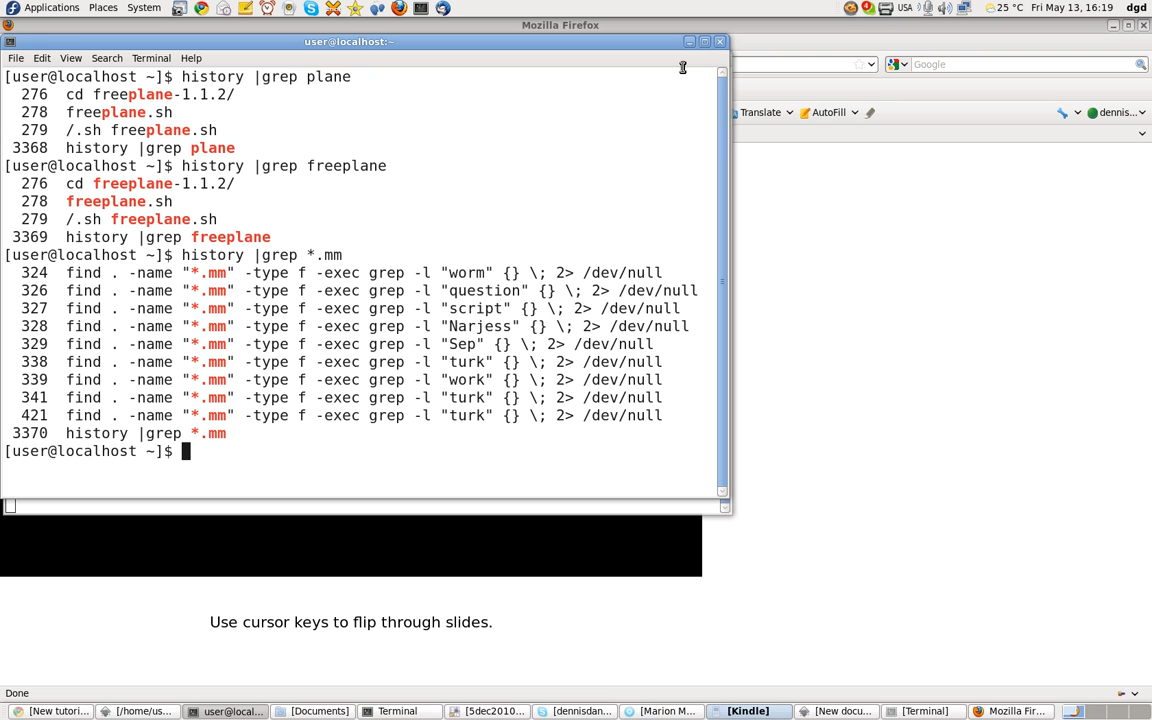 Applications Places System USA 25 °C Fri May 13, 16:19 dgd
Mozilla Firefox
user@localhost:~
File Edit View Search Terminal Help
Google
Translate AutoFill dennis...
[user@localhost ~]$ history |grep plane
276 cd freeplane-1.1.2/
278 freeplane.sh
279 /.sh freeplane.sh
3368 history |grep plane
[user@localhost ~]$ history |grep freeplane
276 cd freeplane-1.1.2/
278 freeplane.sh
279 /.sh freeplane.sh
3369 history |grep freeplane
[user@localhost ~]$ history |grep *.mm
324 find . -name "*.mm" -type f -exec grep -l "worm" {} \; 2> /dev/null
326 find . -name "*.mm" -type f -exec grep -l "question" {} \; 2> /dev/null
327 find . -name "*.mm" -type f -exec grep -l "script" {} \; 2> /dev/null
328 find . -name "*.mm" -type f -exec grep -l "Narjess" {} \; 2> /dev/null
329 find . -name "*.mm" -type f -exec grep -l "Sep" {} \; 2> /dev/null
338 find . -name "*.mm" -type f -exec grep -l "turk" {} \; 2> /dev/null
339 find . -name "*.mm" -type f -exec grep -l "work" {} \; 2> /dev/null
341 find . -name "*.mm" -type f -exec grep -l "turk" {} \; 2> /dev/null
421 find . -name "*.mm" -type f -exec grep -l "turk" {} \; 2> /dev/null
3370 history |grep *.mm
[user@localhost ~]$
Use cursor keys to flip through slides.
Done
[New tutori... [/home/us... user@local... [Documents] Terminal [5dec2010... [dennisdan... [Marion M... [Kindle] [New docu... [Terminal] Mozilla Fir...